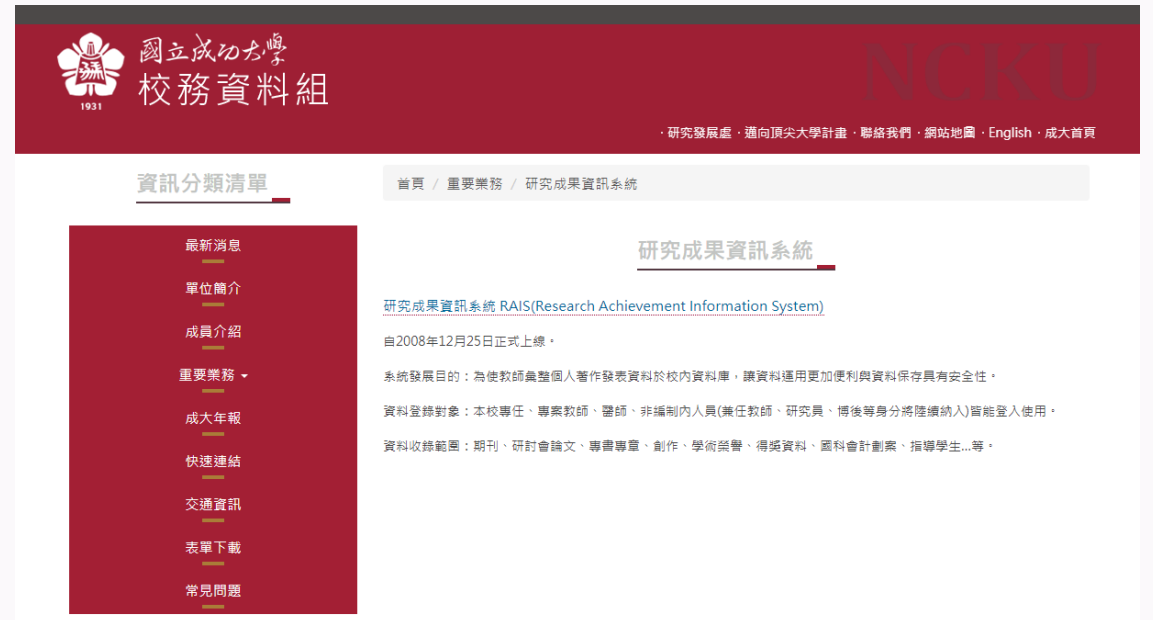 國立成功大學
校務資料組
1931
NCKU
·研究發展處·邁向頂尖大學計畫·聯絡我們·網站地圖·English·成大首頁
資訊分類清單
首頁 / 重要業務 / 研究成果資訊系統
最新消息
單位簡介
成員介紹
重要業務
成大年報
快速連結
交通資訊
表單下載
常見問題
研究成果資訊系統
研究成果資訊系統 RAIS(Research Achievement Information System)
自2008年12月25日正式上線。
系統發展目的：為使教師彙整個人著作發表資料於校內資料庫，讓資料運用更加便利與資料保存具有安全性。
資料登錄對象：本校專任、專案教師、醫師、非編制內人員(兼任教師、研究員、博後等身分將陸續納入)皆能登入使用。
資料收錄範圍：期刊、研討會論文、專書專章、創作、學術榮譽、得獎資料、國科會計劃案、指導學生...等。